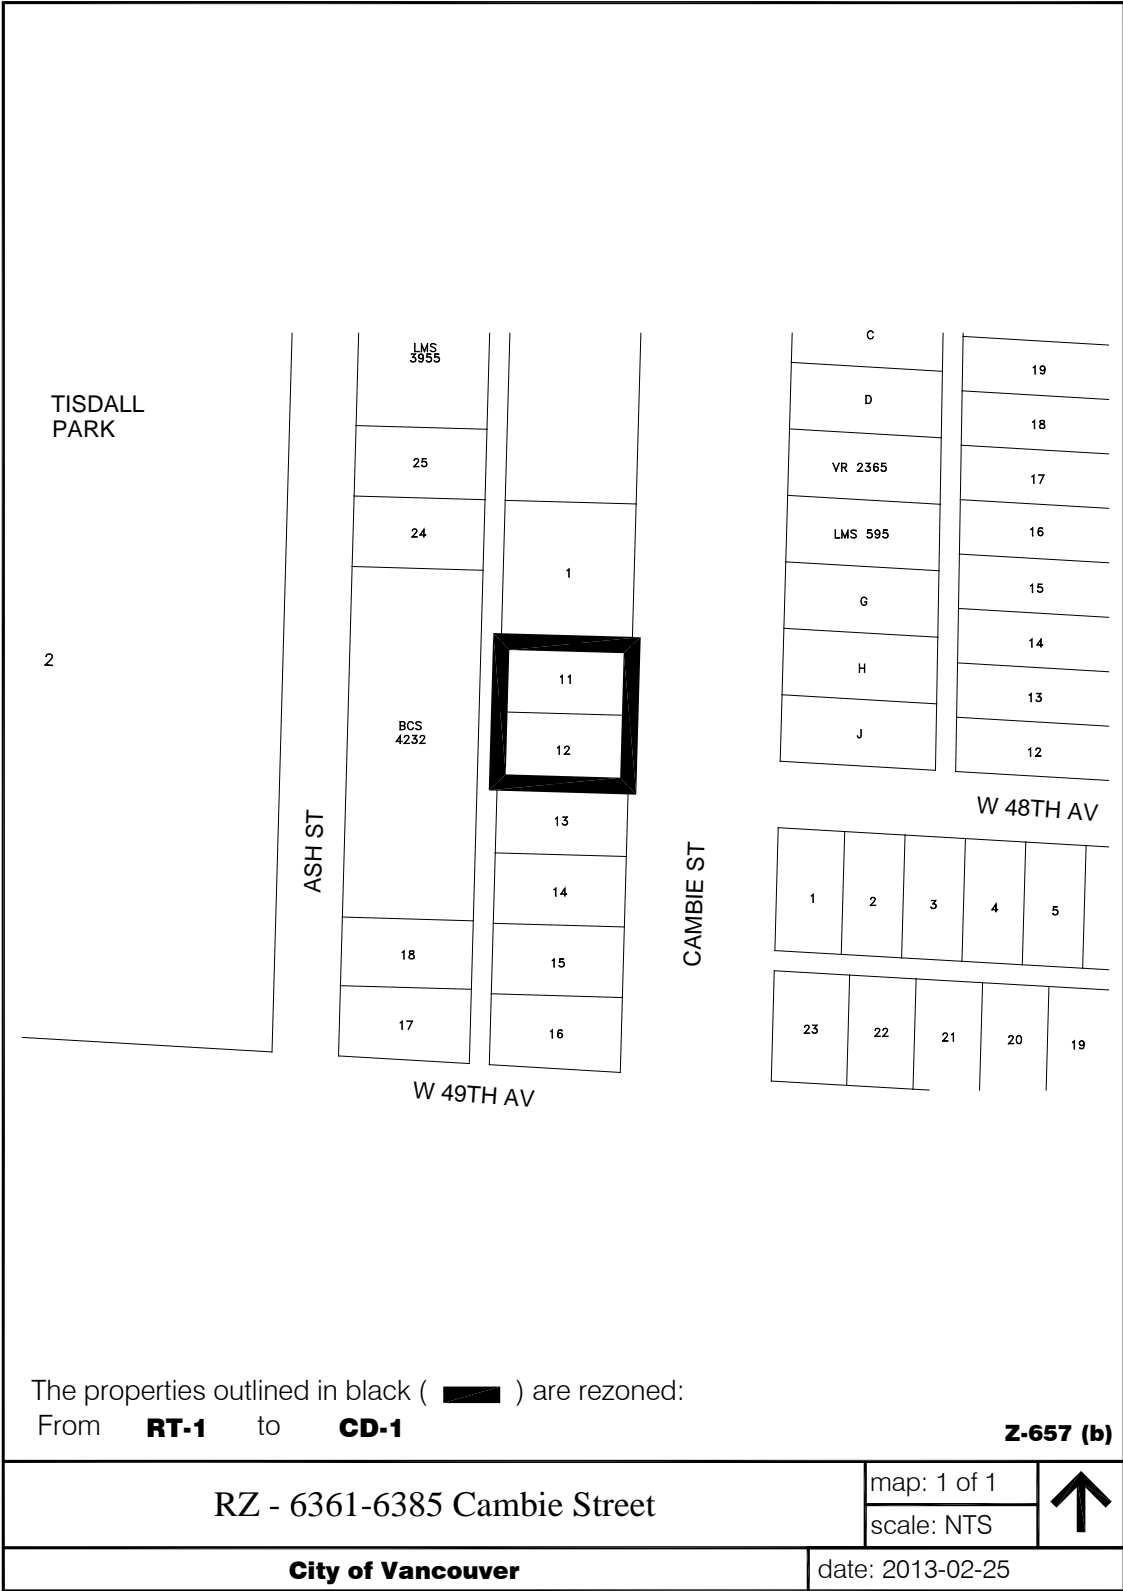 TISDALL
PARK
2
ASH ST
LMS
3955
25
24
BCS
4232
18
17
1
11
12
13
14
15
16
CAMBIE ST
W 49TH AV
C
D
VR 2365
LMS 595
G
H
J
19
18
17
16
15
14
13
12
W 48TH AV
1
2
3
4
5
23
22
21
20
19
The properties outlined in black ( ) are rezoned:
From RT-1 to CD-1
Z-657 (b)
RZ - 6361-6385 Cambie Street
map: 1 of 1
scale: NTS
City of Vancouver
date: 2013-02-25